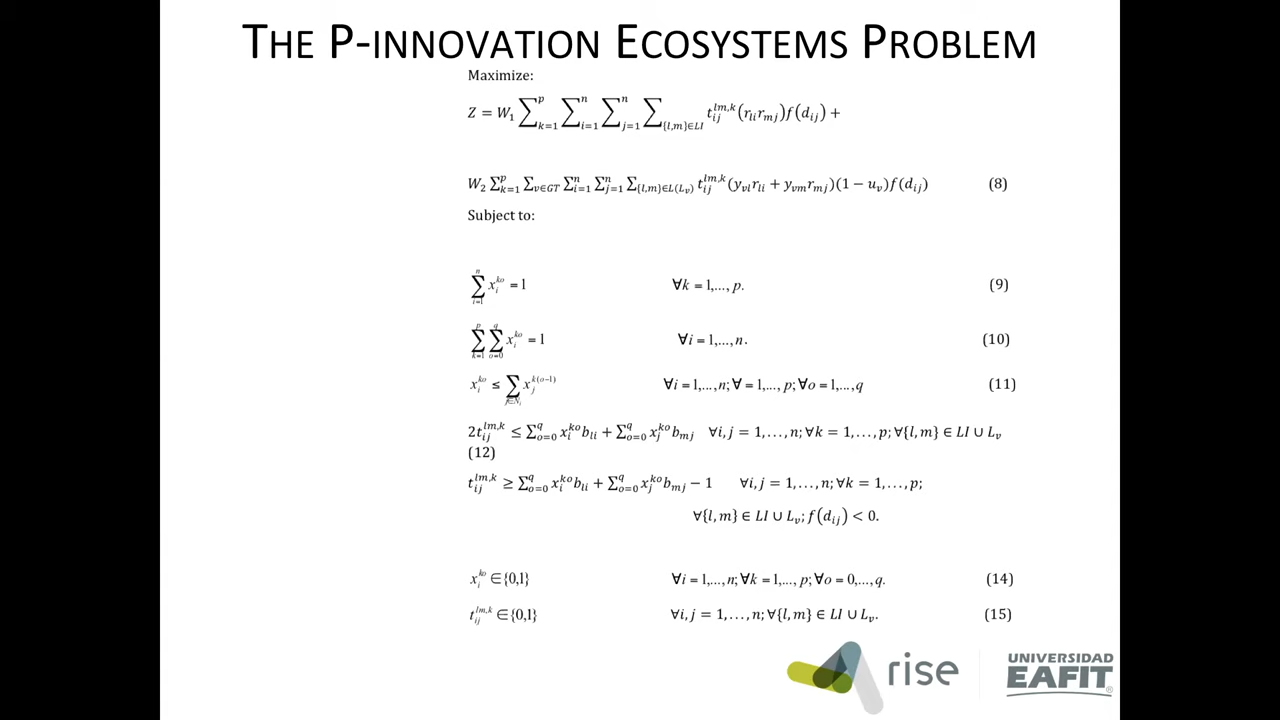 THE P-INNOVATION ECOSYSTEMS PROBLEM
Maximize:
Z = W₁ ∑_{k=1}^{p} ∑_{i=1}^{n} ∑_{j=1}^{n} ∑_{{l,m}∈LI} t_{ij}^{lm,k}(r_{li}r_{mj})f(d_{ij}) +
W₂ ∑_{k=1}^{p} ∑_{v∈GT} ∑_{i=1}^{n} ∑_{j=1}^{n} ∑_{{l,m}∈L(L_v)} t_{ij}^{lm,k}(y_{vl}r_{li} + y_{vm}r_{mj})(1 − u_v)f(d_{ij}) (8)
Subject to:
∑_{i=1}^{n} x_i^{ko} = 1 ∀k = 1,..., p. (9)
∑_{k=1}^{p} ∑_{o=0}^{q} x_i^{ko} = 1 ∀i = 1,..., n. (10)
x_i^{ko} ≤ ∑_{j∈N_i} x_j^{k(o−1)} ∀i = 1,..., n; ∀ = 1,..., p; ∀o = 1,..., q (11)
2t_{ij}^{lm,k} ≤ ∑_{o=0}^{q} x_i^{ko}b_{li} + ∑_{o=0}^{q} x_j^{ko}b_{mj} ∀i, j = 1, . . . , n; ∀k = 1, . . . , p; ∀{l, m} ∈ LI ∪ L_v
(12)
t_{ij}^{lm,k} ≥ ∑_{o=0}^{q} x_i^{ko}b_{li} + ∑_{o=0}^{q} x_j^{ko}b_{mj} − 1 ∀i, j = 1, . . . , n; ∀k = 1, . . . , p;
∀{l, m} ∈ LI ∪ L_v; f(d_{ij}) < 0.
x_i^{ko} ∈ {0,1} ∀i = 1,..., n; ∀k = 1,..., p; ∀o = 0,..., q. (14)
t_{ij}^{lm,k} ∈ {0,1} ∀i, j = 1, . . . , n; ∀{l, m} ∈ LI ∪ L_v. (15)
rise
UNIVERSIDAD
EAFIT®